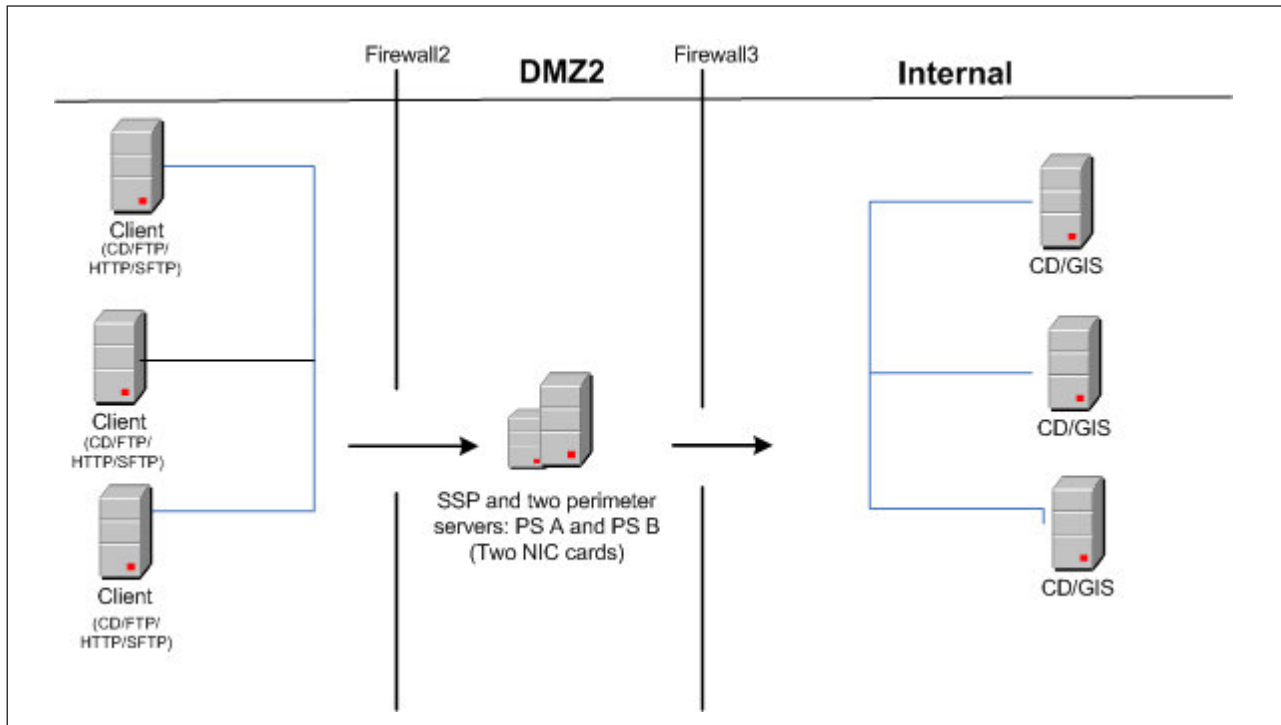 Firewall2
DMZ2
Firewall3
Internal
Client
(CD/FTP/
HTTP/SFTP)
Client
(CD/FTP/
HTTP/SFTP)
Client
(CD/FTP/
HTTP/SFTP)
SSP and two perimeter
servers: PS A and PS B
(Two NIC cards)
CD/GIS
CD/GIS
CD/GIS